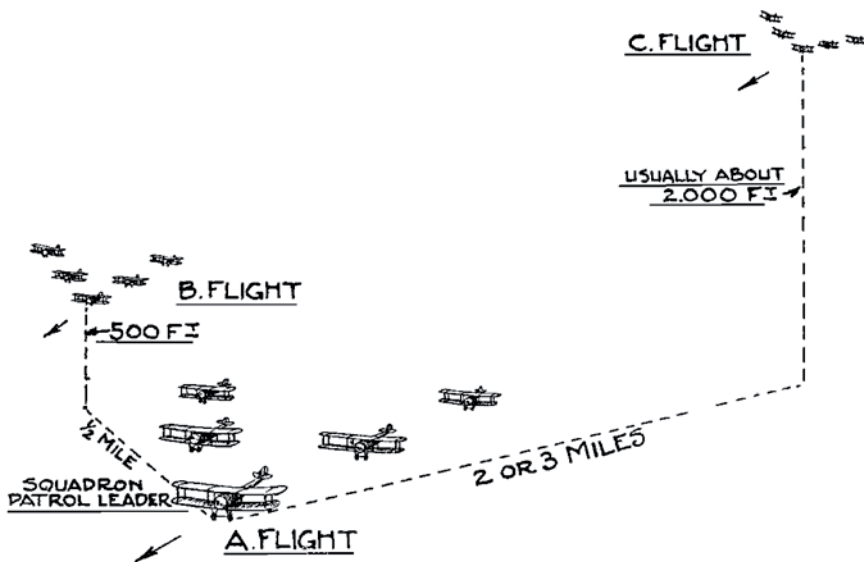 C. FLIGHT
USUALLY ABOUT
2.000 FT
B. FLIGHT
500 FT
½ MILE
2 OR 3 MILES
SQUADRON
PATROL LEADER
A. FLIGHT